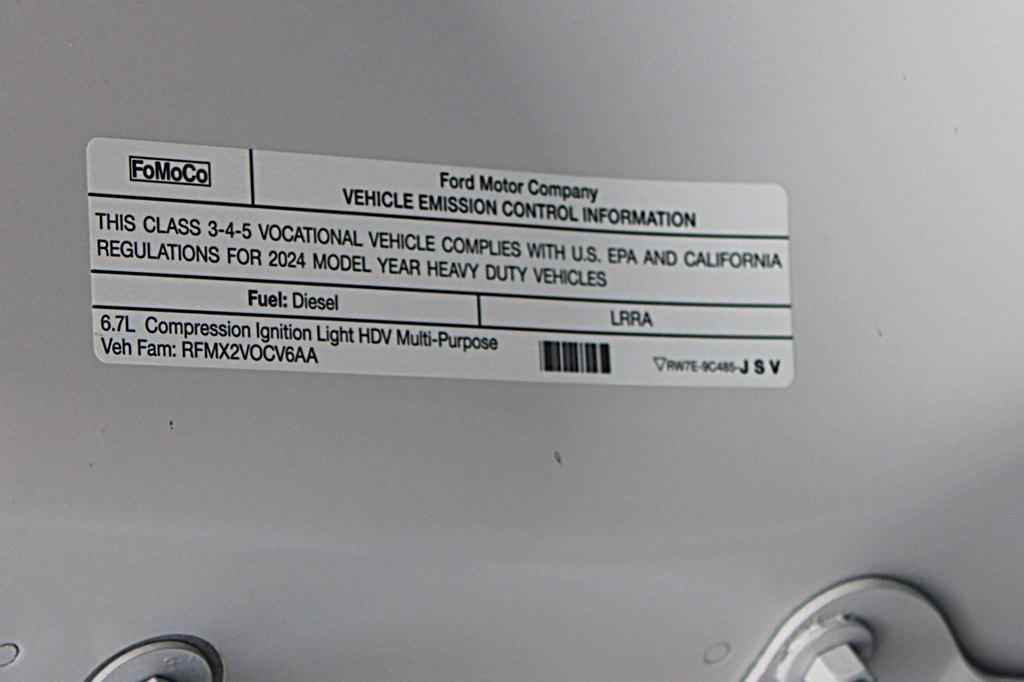 FoMoCo
Ford Motor Company
VEHICLE EMISSION CONTROL INFORMATION
THIS CLASS 3-4-5 VOCATIONAL VEHICLE COMPLIES WITH U.S. EPA AND CALIFORNIA
REGULATIONS FOR 2024 MODEL YEAR HEAVY DUTY VEHICLES
Fuel: Diesel
LRRA
6.7L Compression Ignition Light HDV Multi-Purpose
Veh Fam: RFMX2VOCV6AA
RW7E-9C485-JSV